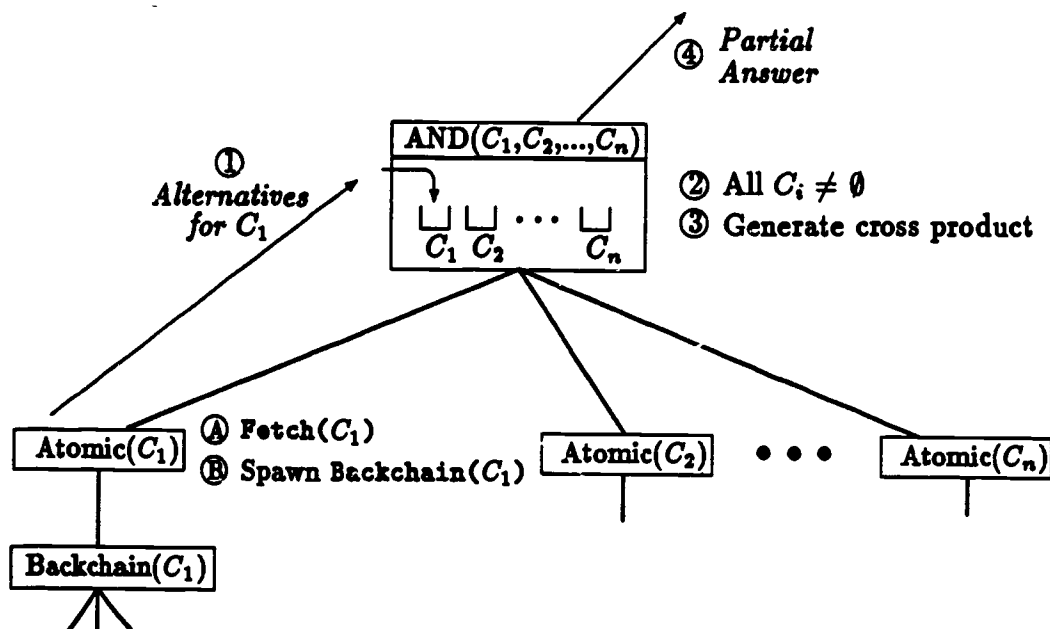 ④ Partial
Answer
AND(C₁,C₂,...,Cₙ)
①
Alternatives
for C₁
② All Cᵢ ≠ ∅
③ Generate cross product
C₁ C₂ ··· Cₙ
Atomic(C₁)
Ⓐ Fetch(C₁)
Ⓑ Spawn Backchain(C₁)
Atomic(C₂)
● ● ●
Atomic(Cₙ)
Backchain(C₁)